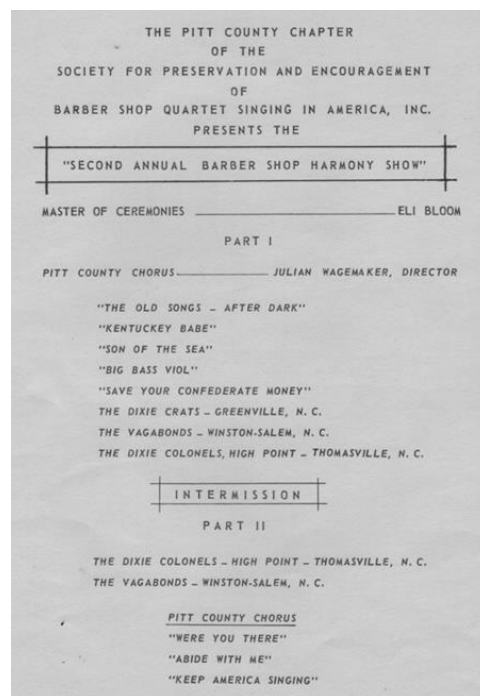 THE PITT COUNTY CHAPTER
OF THE
SOCIETY FOR PRESERVATION AND ENCOURAGEMENT
OF
BARBER SHOP QUARTET SINGING IN AMERICA, INC.
PRESENTS THE
"SECOND ANNUAL BARBER SHOP HARMONY SHOW"
MASTER OF CEREMONIES ELI BLOOM
PART I
PITT COUNTY CHORUS JULIAN WAGEMAKER, DIRECTOR
"THE OLD SONGS – AFTER DARK"
"KENTUCKEY BABE"
"SON OF THE SEA"
"BIG BASS VIOL"
"SAVE YOUR CONFEDERATE MONEY"
THE DIXIE CRATS – GREENVILLE, N. C.
THE VAGABONDS – WINSTON-SALEM, N. C.
THE DIXIE COLONELS, HIGH POINT – THOMASVILLE, N. C.
INTERMISSION
PART II
THE DIXIE COLONELS – HIGH POINT – THOMASVILLE, N. C.
THE VAGABONDS – WINSTON-SALEM, N. C.
PITT COUNTY CHORUS
"WERE YOU THERE"
"ABIDE WITH ME"
"KEEP AMERICA SINGING"